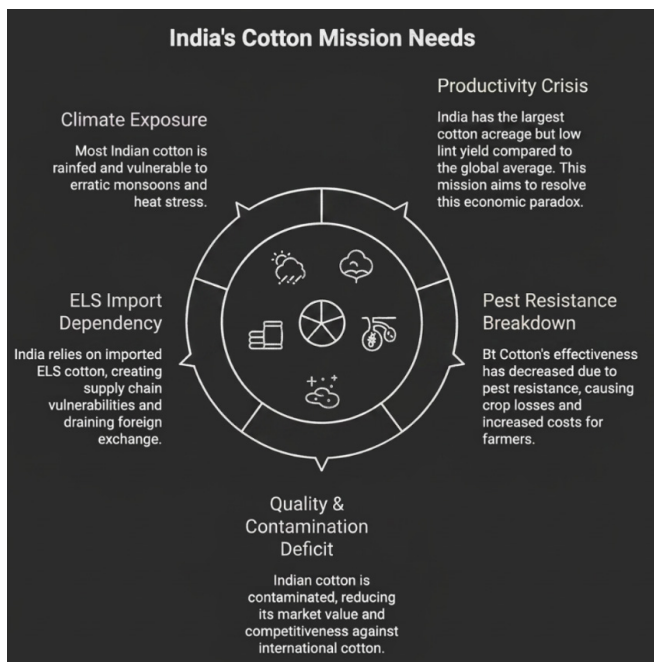 India's Cotton Mission Needs
Productivity Crisis
India has the largest
cotton acreage but low
lint yield compared to
the global average. This
mission aims to resolve
this economic paradox.
Pest Resistance
Breakdown
Bt Cotton's effectiveness
has decreased due to
pest resistance, causing
crop losses and
increased costs for
farmers.
Quality &
Contamination
Deficit
Indian cotton is
contaminated, reducing
its market value and
competitiveness against
international cotton.
ELS Import
Dependency
India relies on imported
ELS cotton, creating
supply chain
vulnerabilities and
draining foreign
exchange.
Climate Exposure
Most Indian cotton is
rainfed and vulnerable to
erratic monsoons and
heat stress.